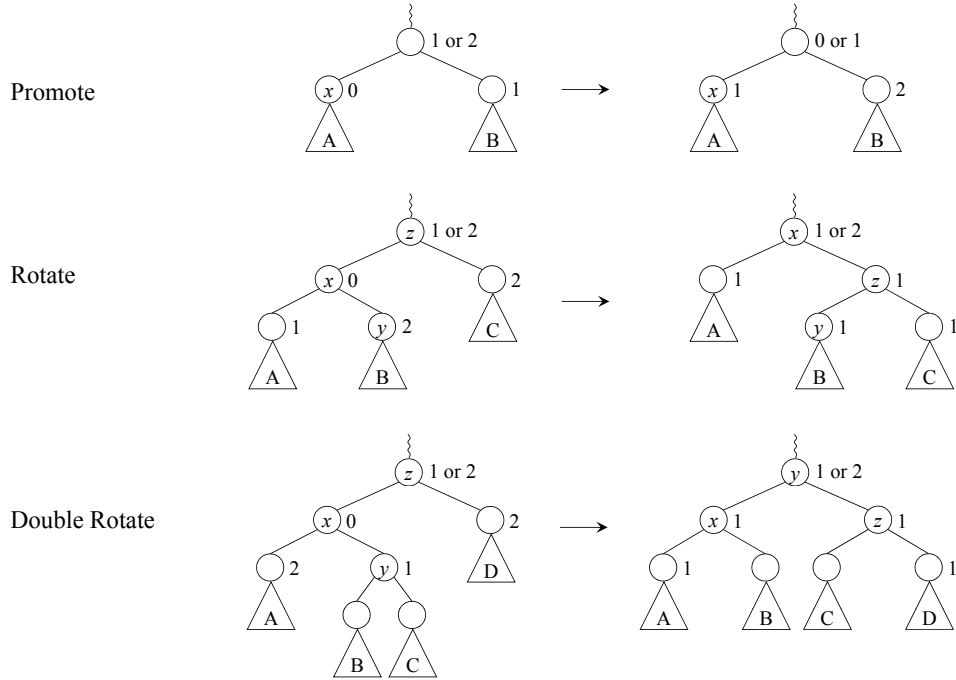 1 or 2 0 or 1
Promote x 0 1 x 1 2
A B A B
z 1 or 2 x 1 or 2
Rotate x 0 2 1 z 1
1 y 2 C A y 1 1
A B B C
z 1 or 2 y 1 or 2
Double Rotate x 0 2 x 1 z 1
2 y 1 D 1 1
A A B C D
B C